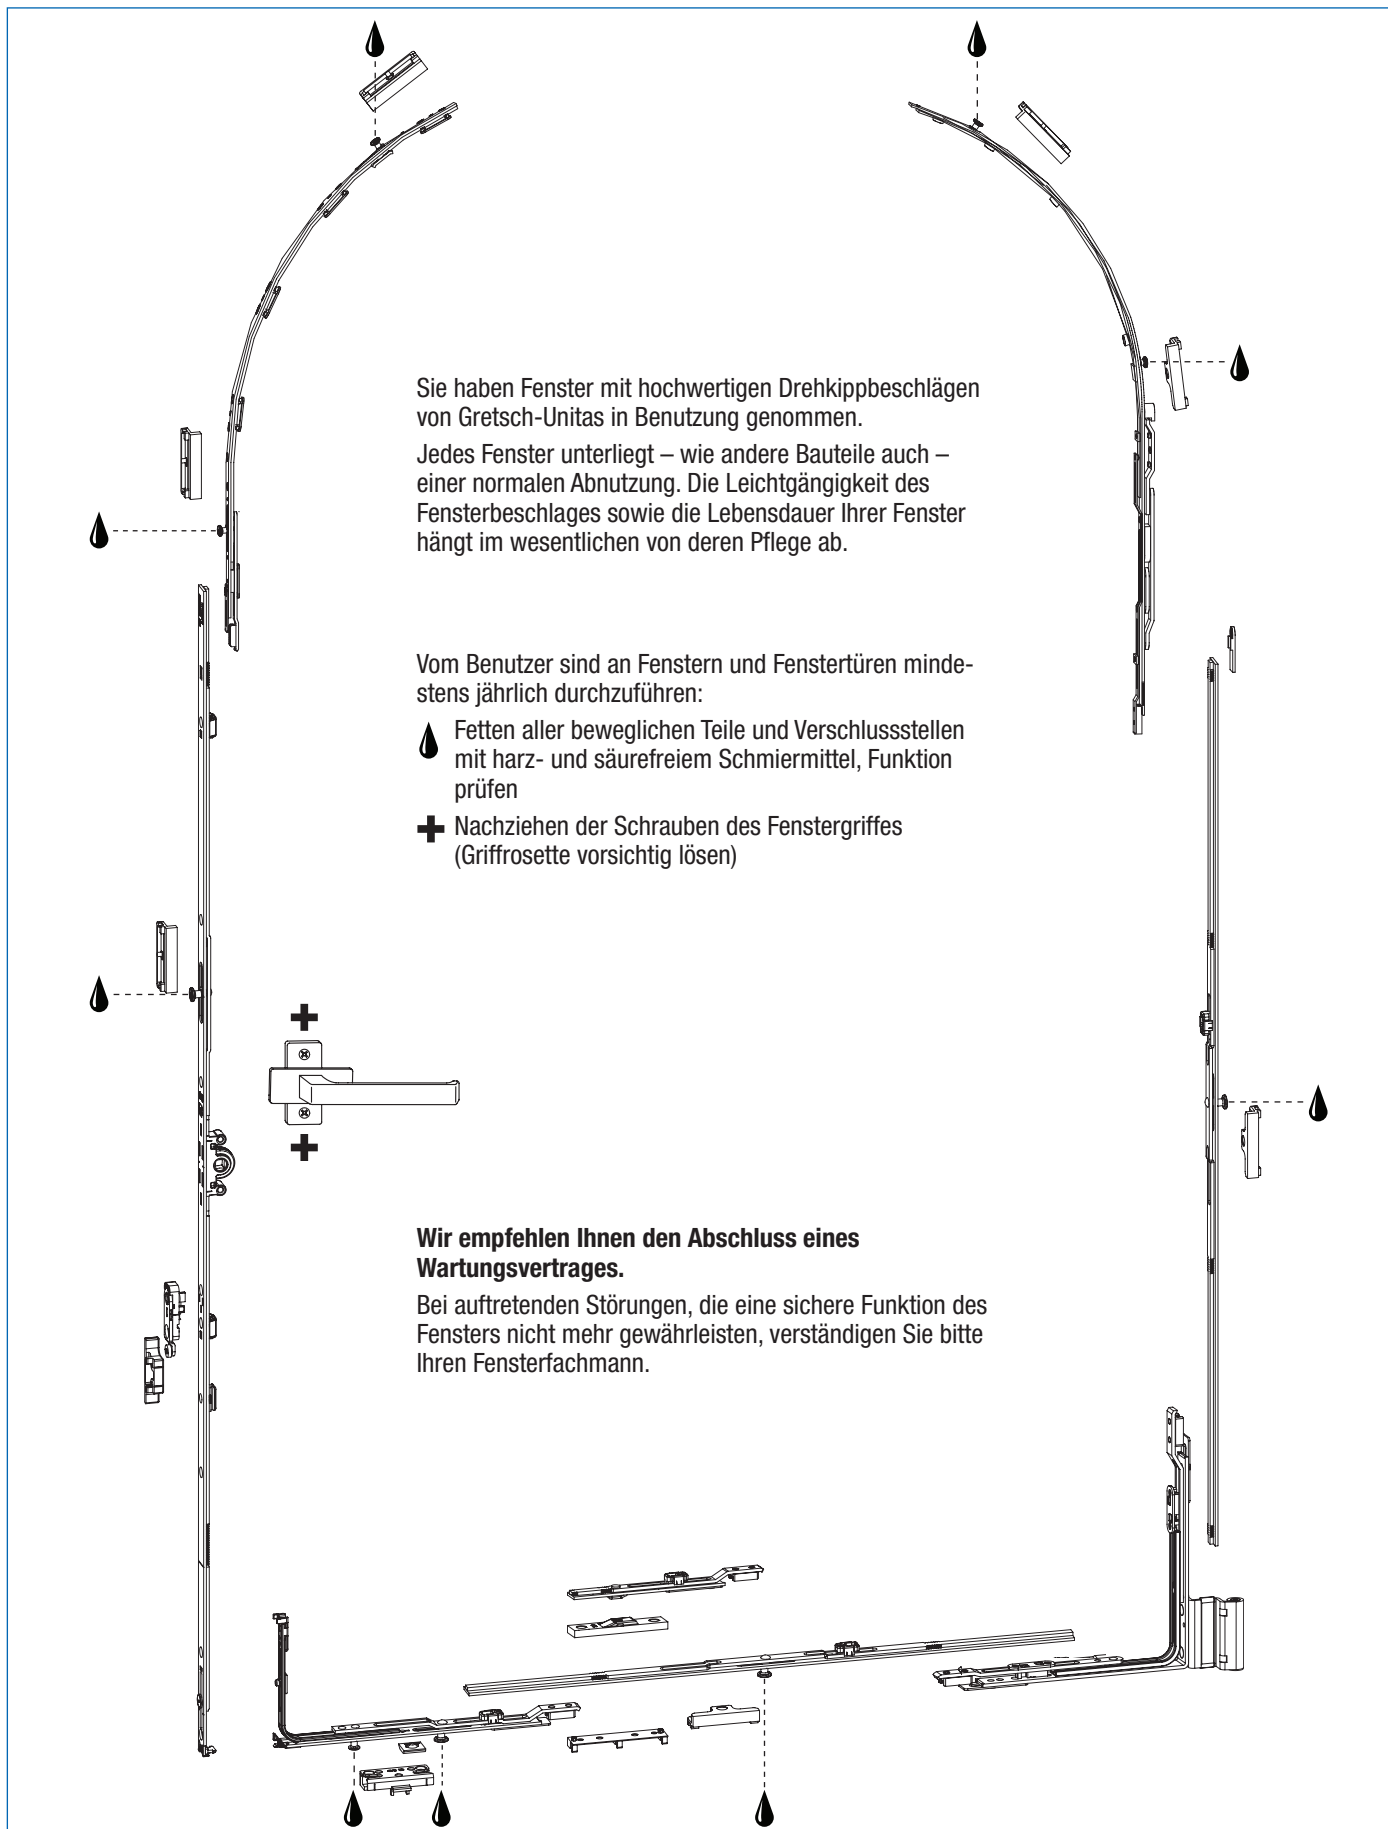 Sie haben Fenster mit hochwertigen Drehkippbeschlägen
von Gretsch-Unitas in Benutzung genommen.
Jedes Fenster unterliegt – wie andere Bauteile auch –
einer normalen Abnutzung. Die Leichtgängigkeit des
Fensterbeschlages sowie die Lebensdauer Ihrer Fenster
hängt im wesentlichen von deren Pflege ab.
Vom Benutzer sind an Fenstern und Fenstertüren minde-
stens jährlich durchzuführen:
Fetten aller beweglichen Teile und Verschlussstellen
mit harz- und säurefreiem Schmiermittel, Funktion
prüfen
Nachziehen der Schrauben des Fenstergriffes
(Griffrosette vorsichtig lösen)
Wir empfehlen Ihnen den Abschluss eines
Wartungsvertrages.
Bei auftretenden Störungen, die eine sichere Funktion des
Fensters nicht mehr gewährleisten, verständigen Sie bitte
Ihren Fensterfachmann.